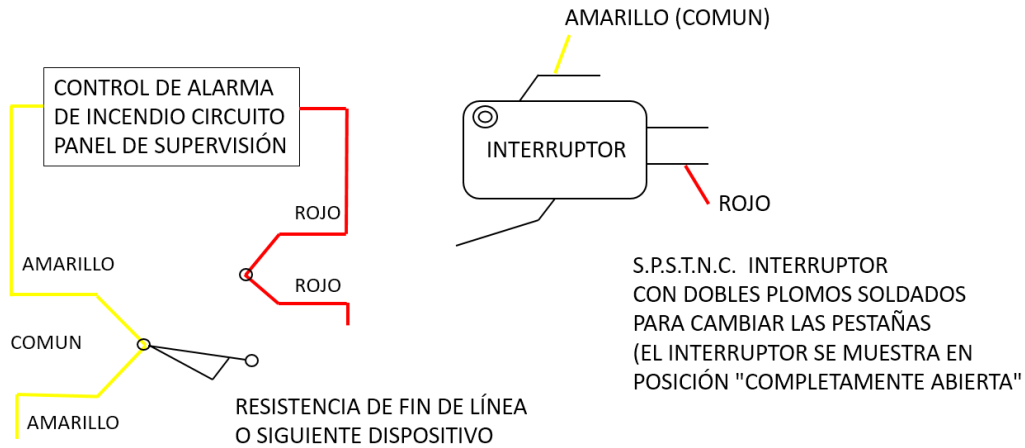 AMARILLO (COMUN)
CONTROL DE ALARMA
DE INCENDIO CIRCUITO
PANEL DE SUPERVISIÓN
INTERRUPTOR
ROJO
ROJO
AMARILLO
ROJO
COMUN
AMARILLO
RESISTENCIA DE FIN DE LÍNEA
O SIGUIENTE DISPOSITIVO
S.P.S.T.N.C. INTERRUPTOR
CON DOBLES PLOMOS SOLDADOS
PARA CAMBIAR LAS PESTAÑAS
(EL INTERRUPTOR SE MUESTRA EN
POSICIÓN "COMPLETAMENTE ABIERTA"